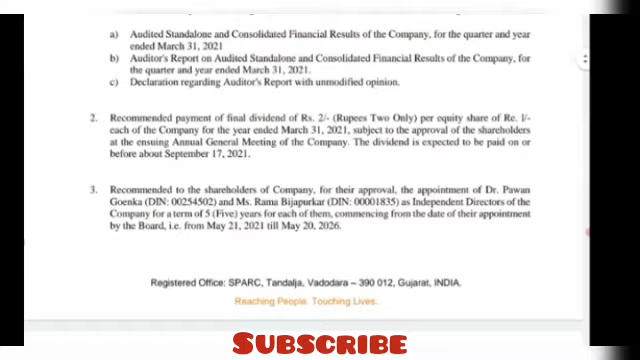 a) Audited Standalone and Consolidated Financial Results of the Company, for the quarter and year
ended March 31, 2021
b) Auditor's Report on Audited Standalone and Consolidated Financial Results of the Company, for
the quarter and year ended March 31, 2021.
c) Declaration regarding Auditor's Report with unmodified opinion.
2. Recommended payment of final dividend of Rs. 2/- (Rupees Two Only) per equity share of Re. 1/-
each of the Company for the year ended March 31, 2021, subject to the approval of the shareholders
at the ensuing Annual General Meeting of the Company. The dividend is expected to be paid on or
before about September 17, 2021.
3. Recommended to the shareholders of Company, for their approval, the appointment of Dr. Pawan
Goenka (DIN: 00254502) and Ms. Rama Bijapurkar (DIN: 00001835) as Independent Directors of the
Company for a term of 5 (Five) years for each of them, commencing from the date of their appointment
by the Board, i.e. from May 21, 2021 till May 20, 2026.
Registered Office: SPARC, Tandalja, Vadodara – 390 012, Gujarat, INDIA.
Reaching People. Touching Lives.
SUBSCRIBE